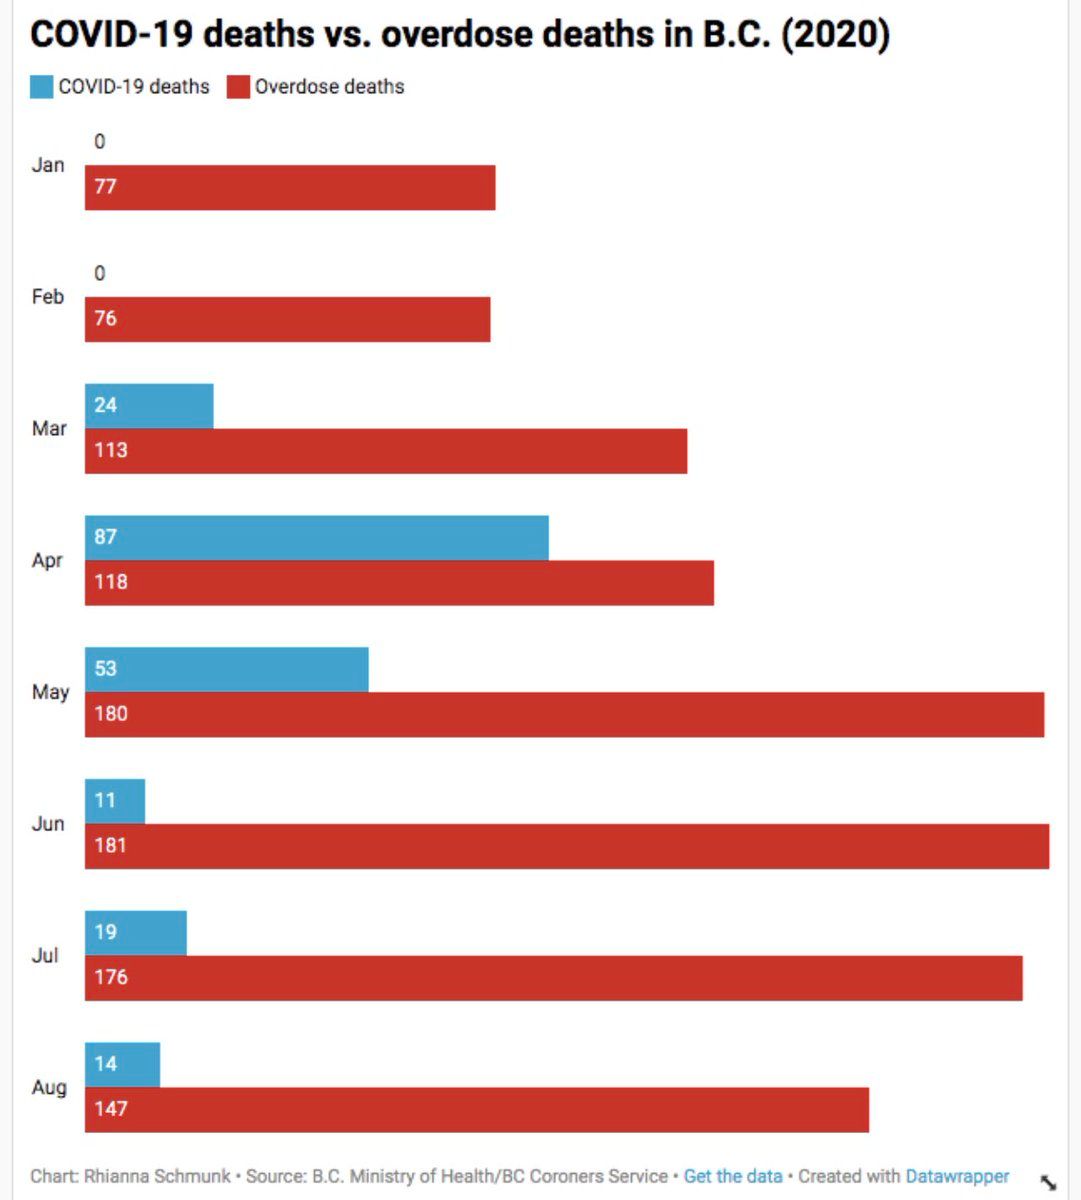 COVID-19 deaths vs. overdose deaths in B.C. (2020)
COVID-19 deaths Overdose deaths
0
Jan
77
0
Feb
76
24
Mar
113
87
Apr
118
53
May
180
11
Jun
181
19
Jul
176
14
Aug
147
Chart: Rhianna Schmunk • Source: B.C. Ministry of Health/BC Coroners Service • Get the data • Created with Datawrapper